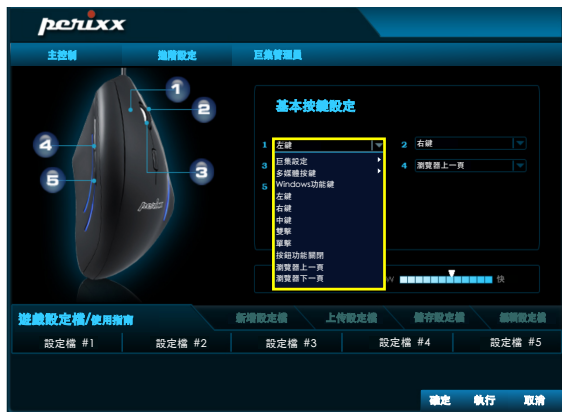 perixx
主控制 進階設定 巨集管理員
1
2
3
4
5
perixx
基本按鍵設定
1 左鍵 2 右鍵
3 4 瀏覽器上一頁
5
巨集設定
多媒體按鍵
Windows功能鍵
左鍵
右鍵
中鍵
雙擊
單擊
按鈕功能關閉
瀏覽器上一頁
瀏覽器下一頁
快
遊戲設定檔/使用指南 新增設定檔 上传設定檔 儲存設定檔 編輯設定檔
設定檔 #1 設定檔 #2 設定檔 #3 設定檔 #4 設定檔 #5
確定 執行 取消